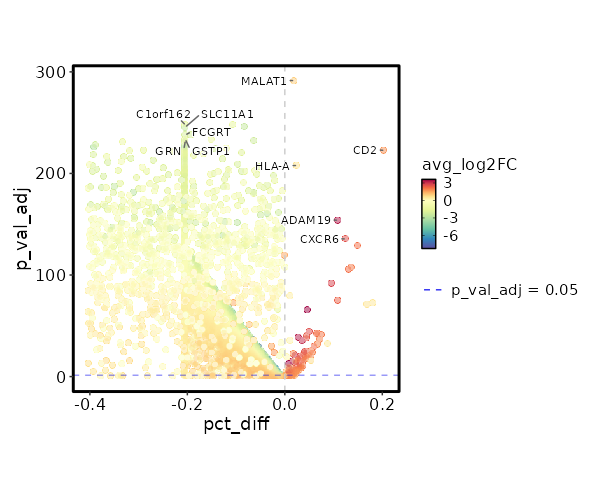 300
200
100
0
p_val_adj
MALAT1
C1orf162
SLC11A1
FCGRT
GRN
GSTP1
CD2
HLA-A
ADAM19
CXCR6
-0.4
-0.2
0.0
0.2
pct_diff
avg_log2FC
3
0
-3
-6
p_val_adj = 0.05